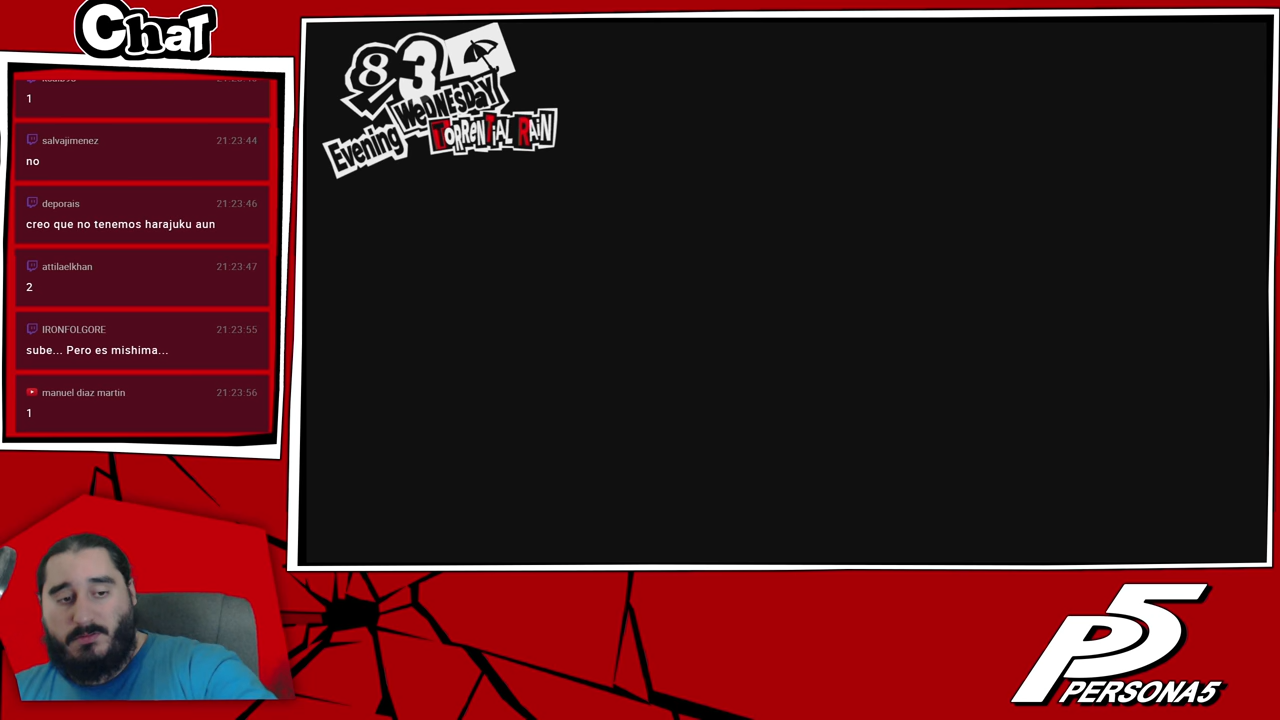 Chat
1
salvajimenez 21:23:44
no
deporais 21:23:46
creo que no tenemos harajuku aun
attilaelkhan 21:23:47
2
IRONFOLGORE 21:23:55
sube... Pero es mishima...
manuel diaz martin 21:23:56
1
8 3
WeDNESDaY
Evening
TORReNTiAL RAiN
P5
PERSONA5